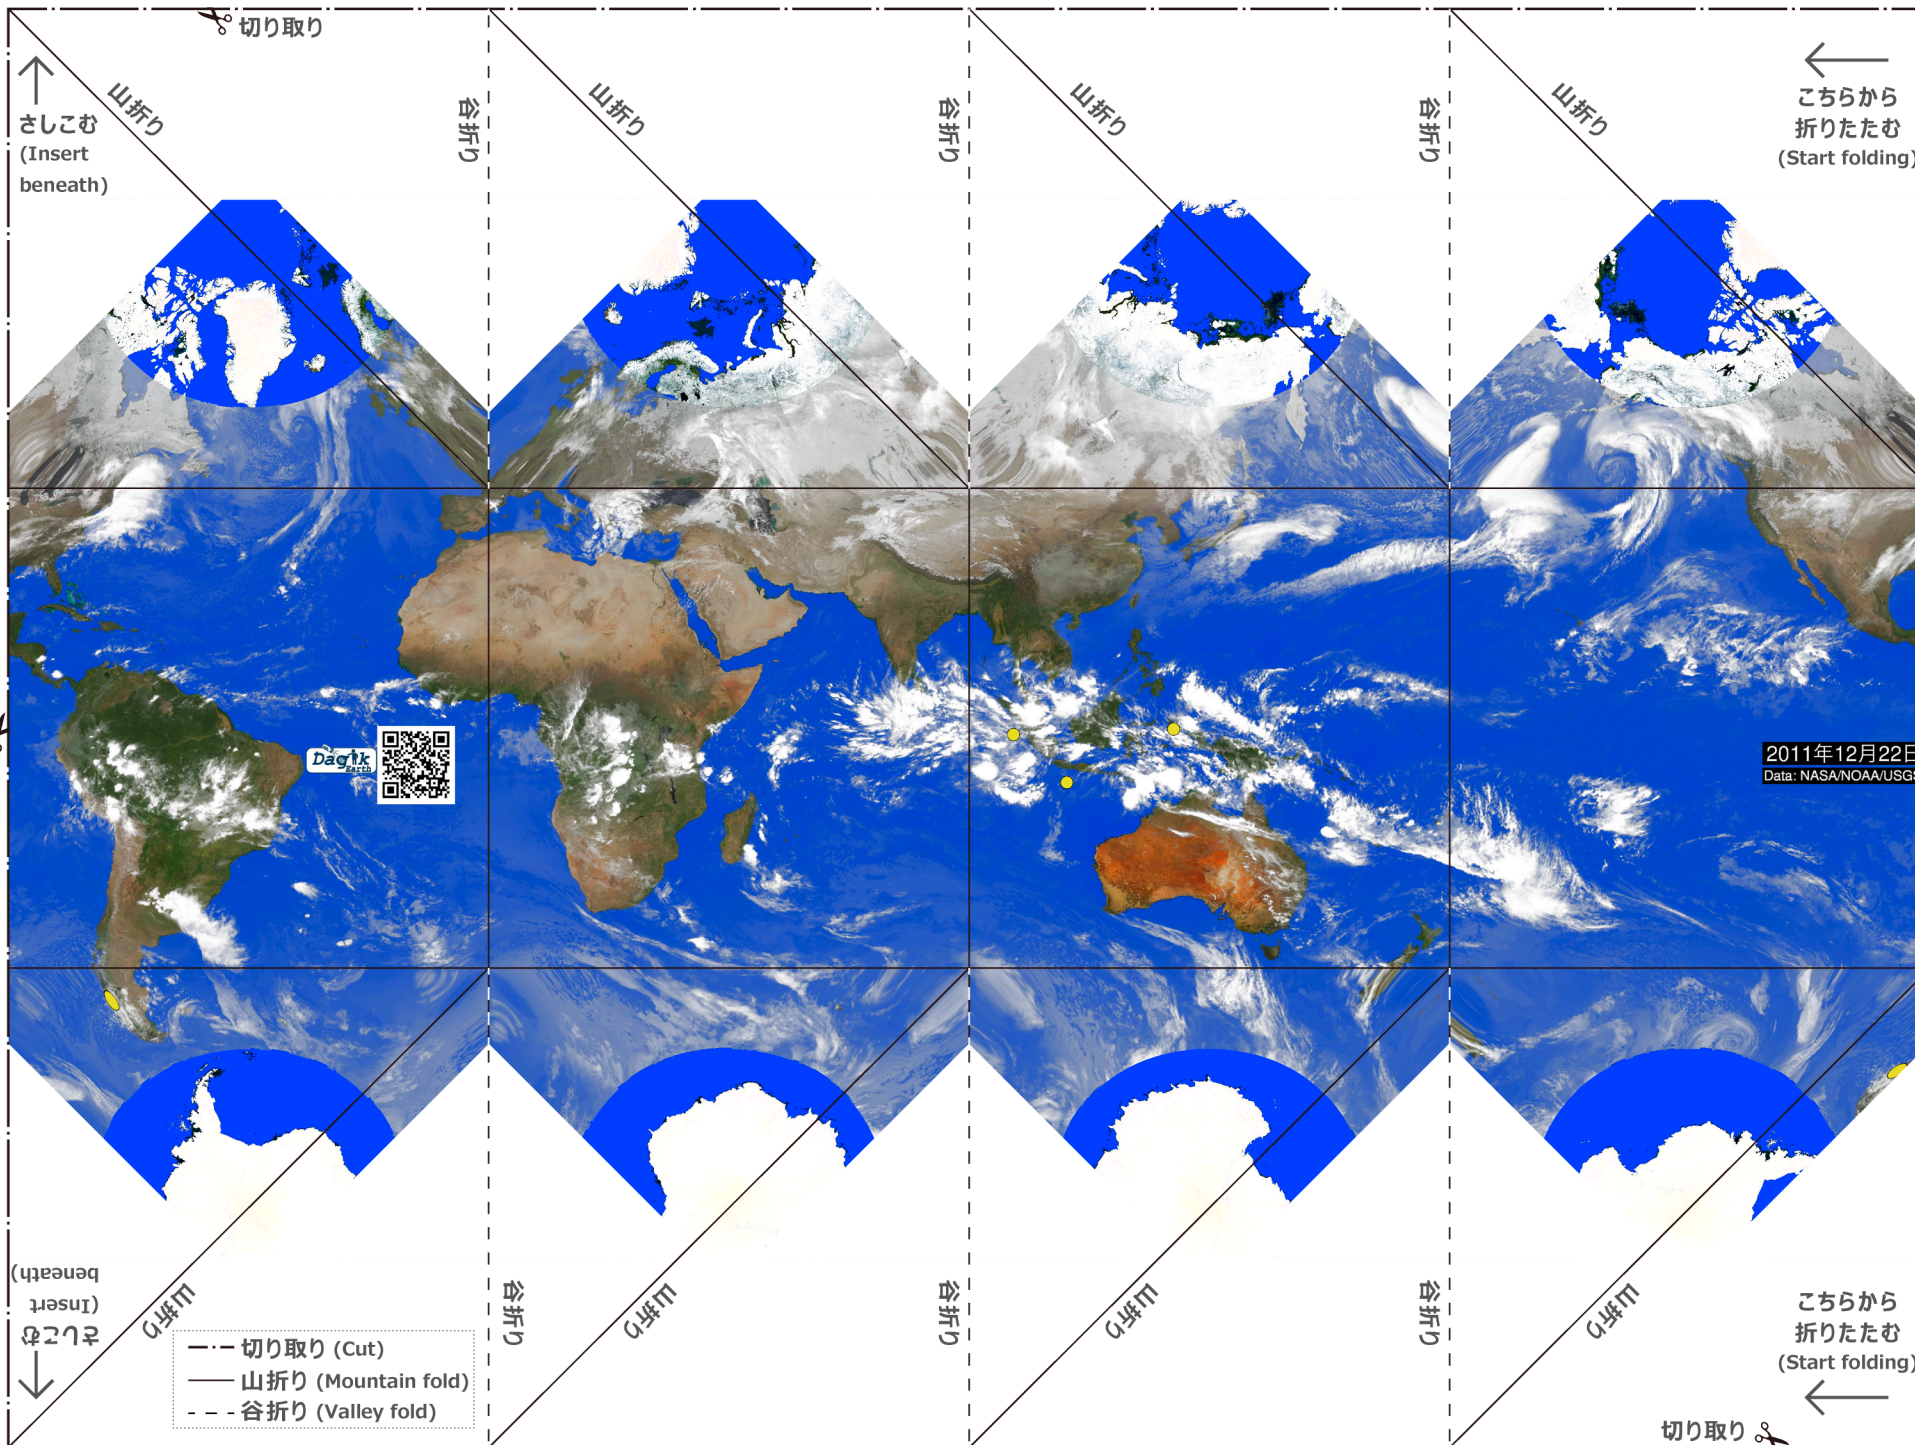 切り取り
山折り
谷折り
山折り
谷折り
山折り
谷折り
山折り
さしこむ
(Insert
beneath)
こちらから
折りたたむ
(Start folding)
Dagik
Earth
2011年12月22日
Data: NASA/NOAA/USGS
さしこむ
(Insert
beneath)
山折り
谷折り
山折り
谷折り
山折り
谷折り
山折り
切り取り (Cut)
山折り (Mountain fold)
谷折り (Valley fold)
こちらから
折りたたむ
(Start folding)
切り取り